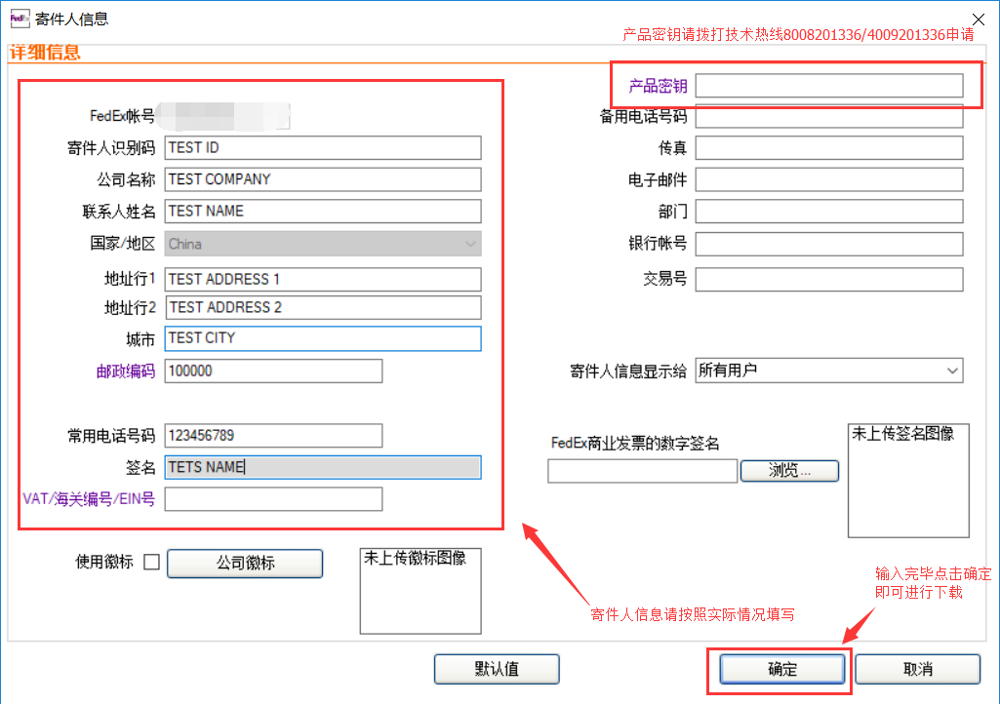 FedEx 寄件人信息
产品密钥请拨打技术热线8008201336/4009201336申请
详细信息
FedEx帐号
寄件人识别码 TEST ID
公司名称 TEST COMPANY
联系人姓名 TEST NAME
国家/地区 China
地址行1 TEST ADDRESS 1
地址行2 TEST ADDRESS 2
城市 TEST CITY
邮政编码 100000
常用电话号码 123456789
签名 TETS NAME
VAT/海关编号/EIN号
产品密钥
备用电话号码
传真
电子邮件
部门
银行帐号
交易号
寄件人信息显示给 所有用户
FedEx商业发票的数字签名
浏览...
未上传签名图像
使用徽标 公司徽标
未上传徽标图像
寄件人信息请按照实际情况填写
输入完毕点击确定
即可进行下载
默认值 确定 取消